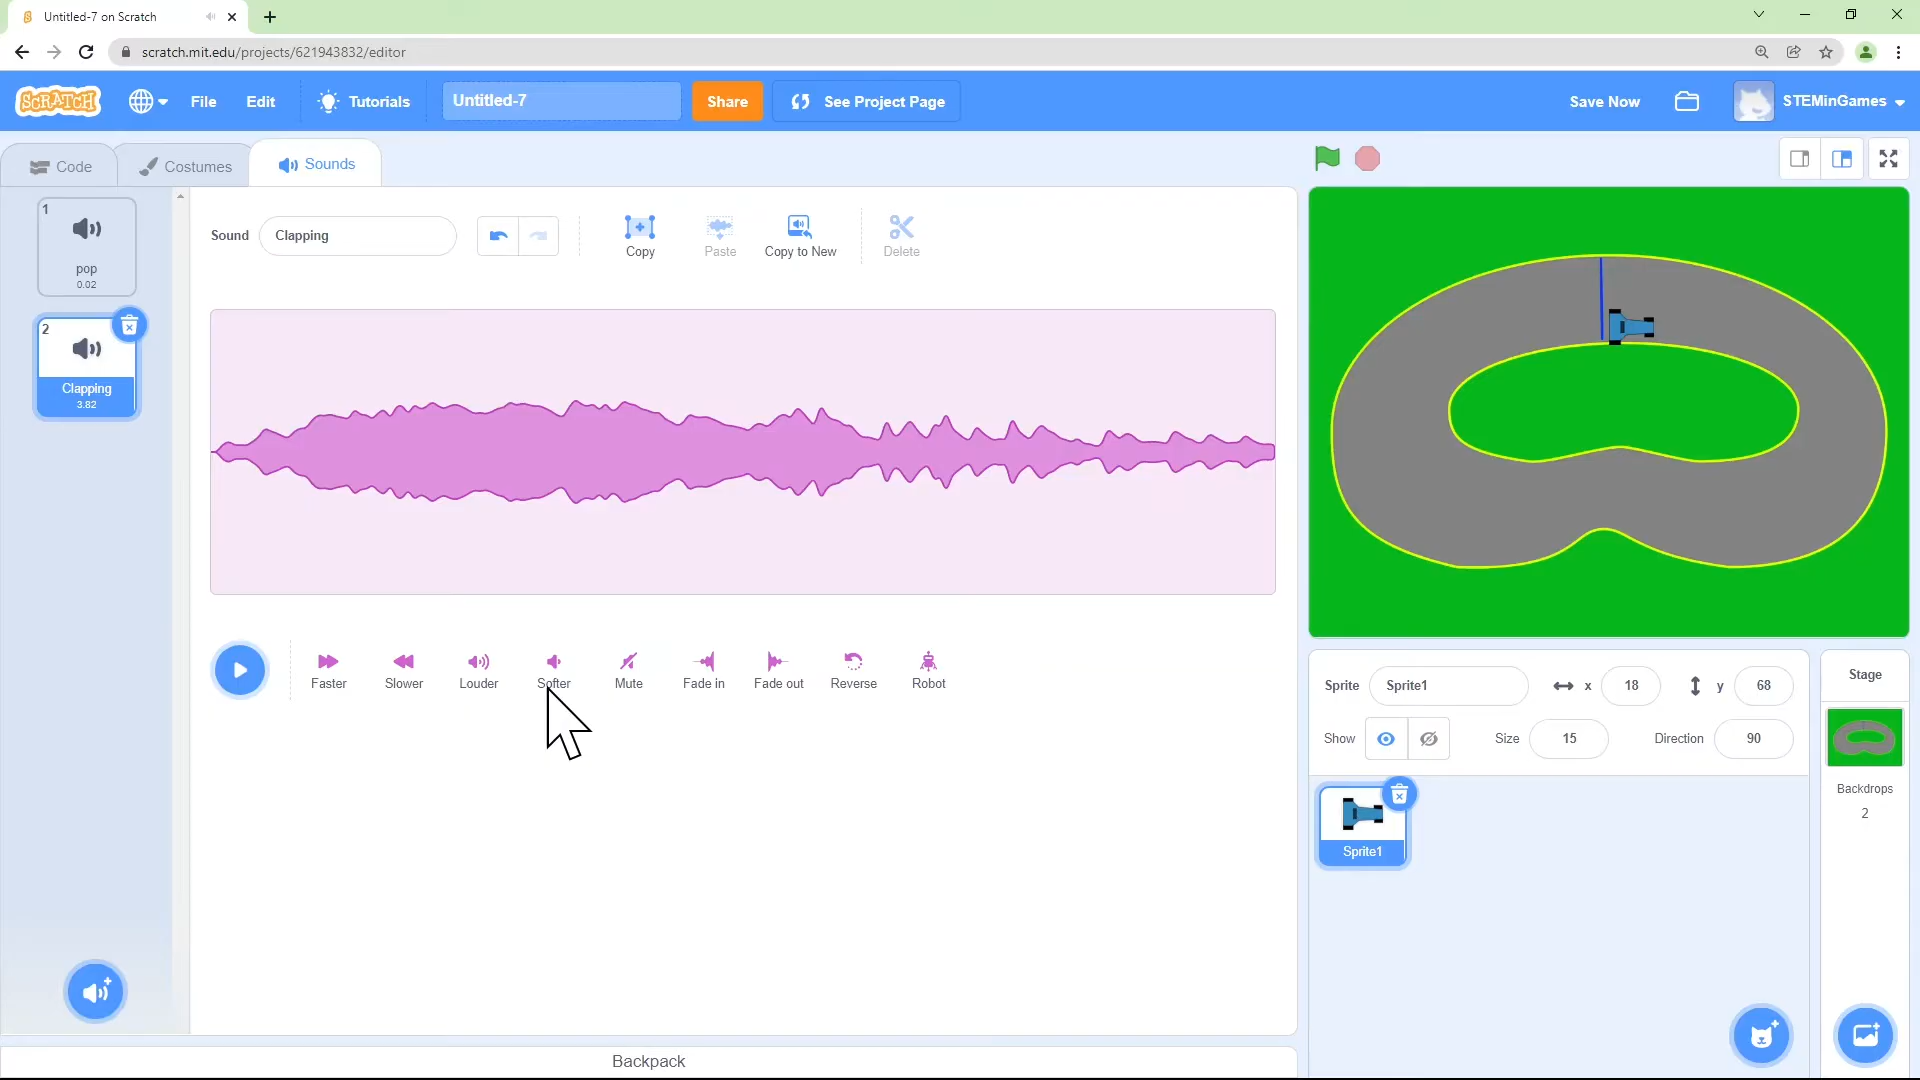 Untitled-7 on Scratch
scratch.mit.edu/projects/621943832/editor
SCRATCH
File
Edit
Tutorials
Untitled-7
Share
See Project Page
Save Now
STEMinGames
Code
Costumes
Sounds
1
pop
0.02
2
Clapping
3.82
Sound
Clapping
Copy
Paste
Copy to New
Delete
Faster
Slower
Louder
Softer
Mute
Fade in
Fade out
Reverse
Robot
Sprite
Sprite1
x
18
y
68
Show
Size
15
Direction
90
Sprite1
Stage
Backdrops
2
Backpack